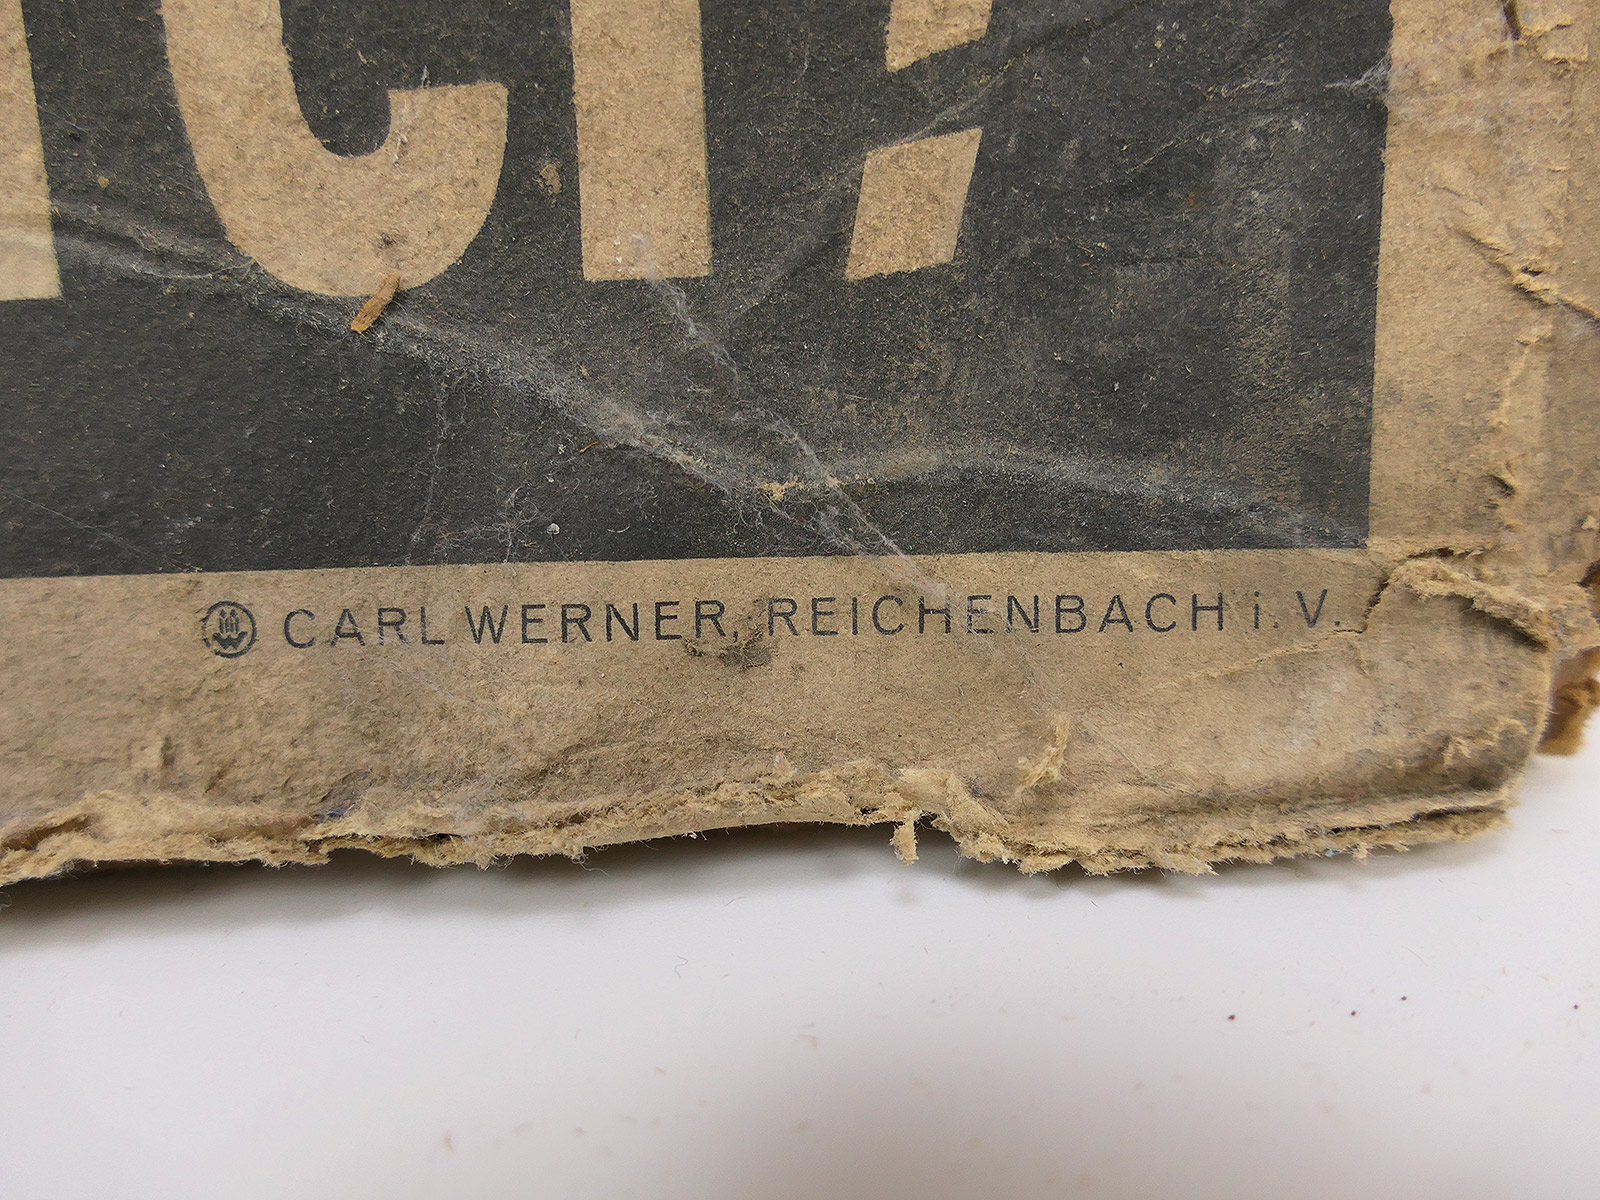 CARL WERNER, REICHENBACH i. V.